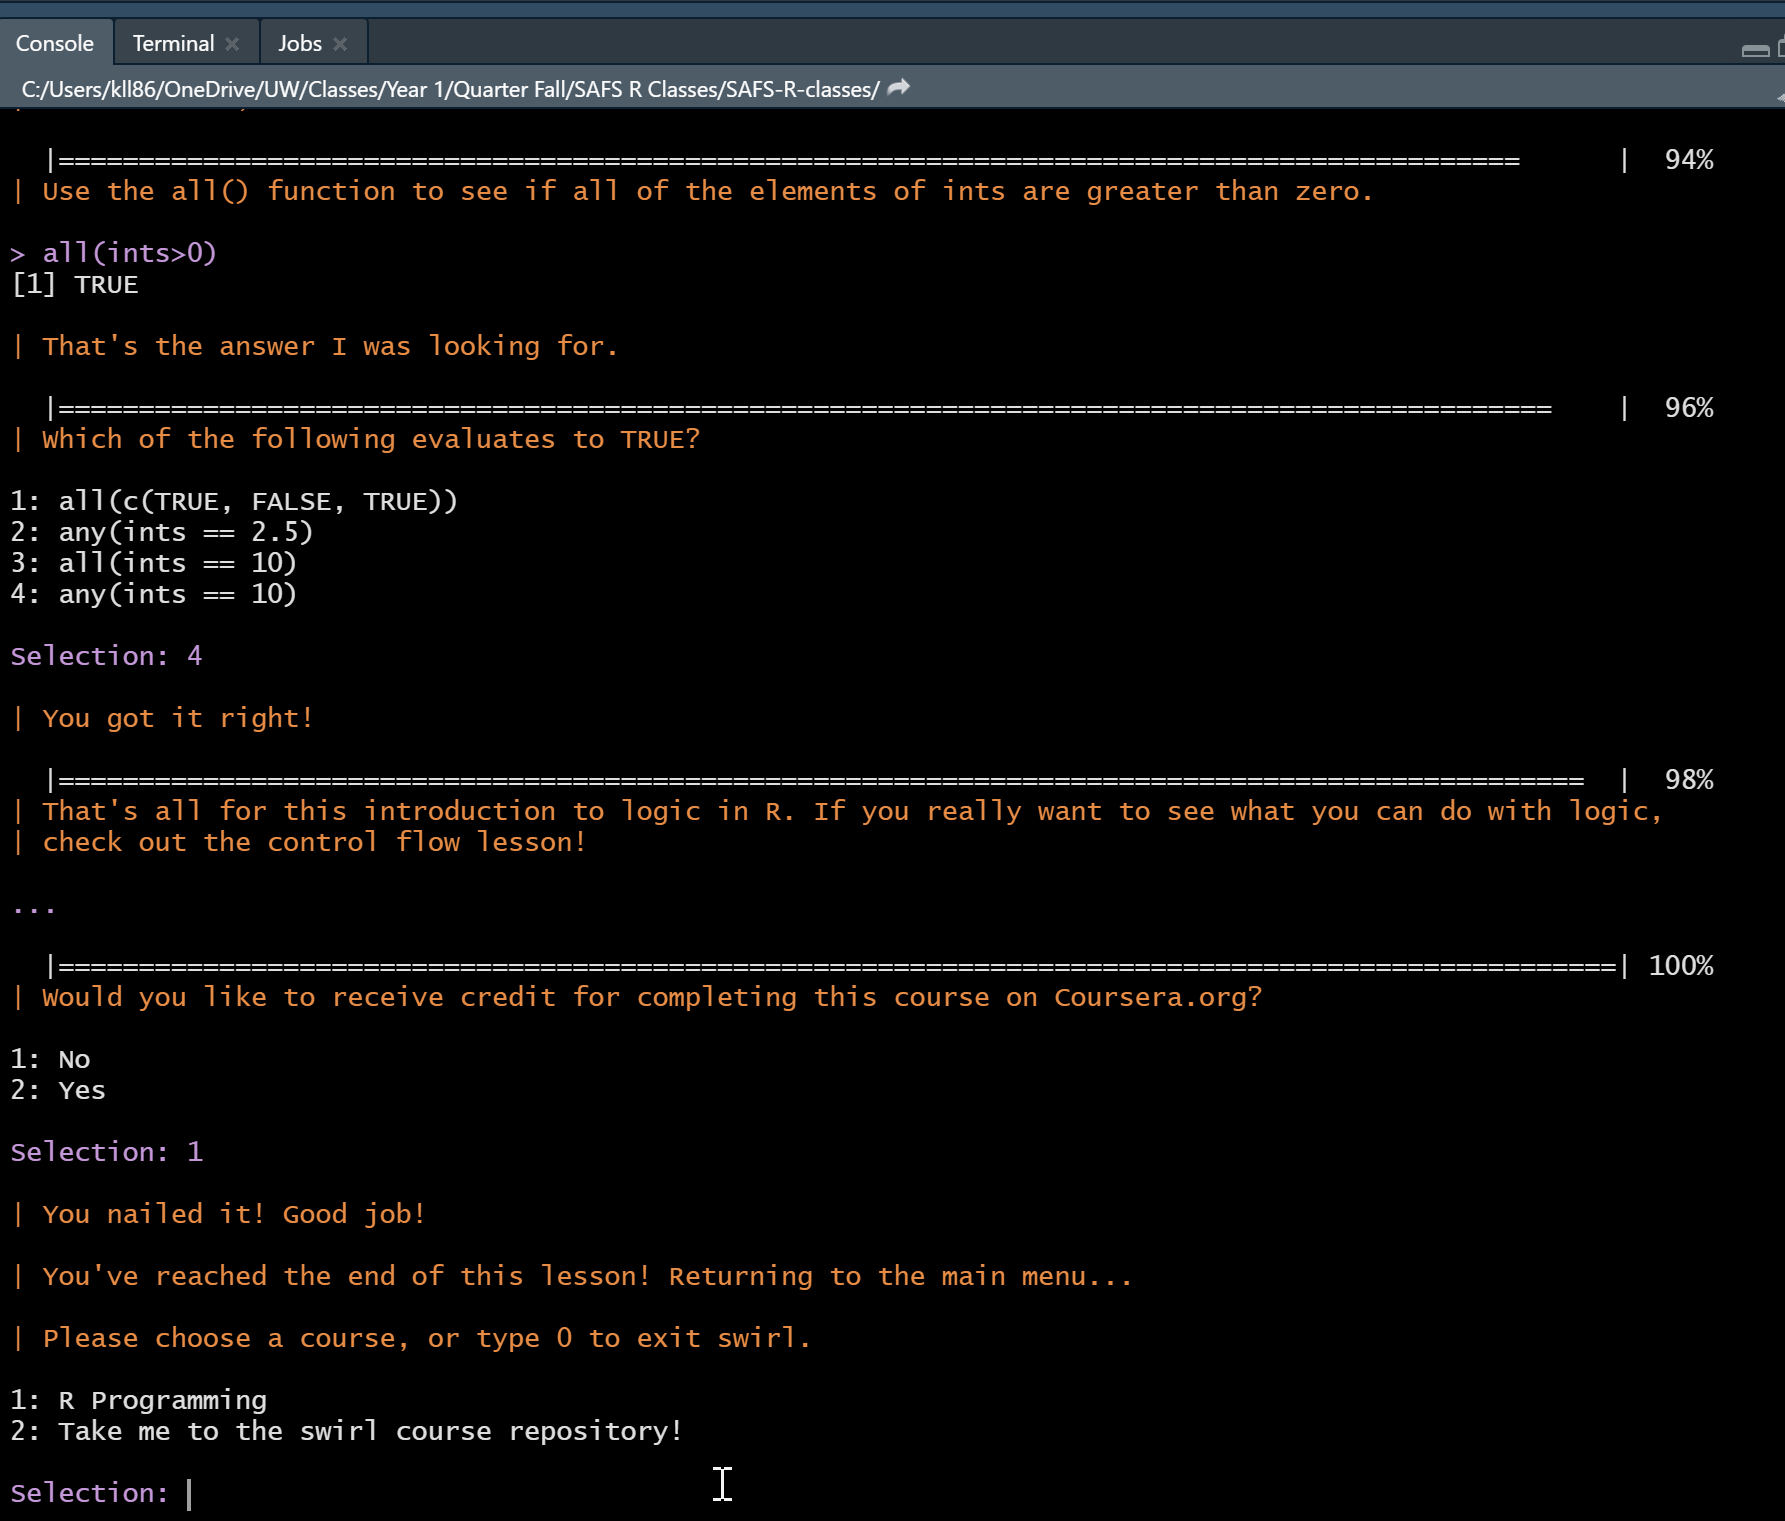 Console Terminal Jobs
C:/Users/kll86/OneDrive/UW/Classes/Year 1/Quarter Fall/SAFS R Classes/SAFS-R-classes/
|=========================================================================================== | 94%
| Use the all() function to see if all of the elements of ints are greater than zero.
> all(ints>0)
[1] TRUE
| That's the answer I was looking for.
|============================================================================================= | 96%
| Which of the following evaluates to TRUE?
1: all(c(TRUE, FALSE, TRUE))
2: any(ints == 2.5)
3: all(ints == 10)
4: any(ints == 10)
Selection: 4
| You got it right!
|=============================================================================================== | 98%
| That's all for this introduction to logic in R. If you really want to see what you can do with logic,
| check out the control flow lesson!
...
|=================================================================================================| 100%
| Would you like to receive credit for completing this course on Coursera.org?
1: No
2: Yes
Selection: 1
| You nailed it! Good job!
| You've reached the end of this lesson! Returning to the main menu...
| Please choose a course, or type 0 to exit swirl.
1: R Programming
2: Take me to the swirl course repository!
Selection: